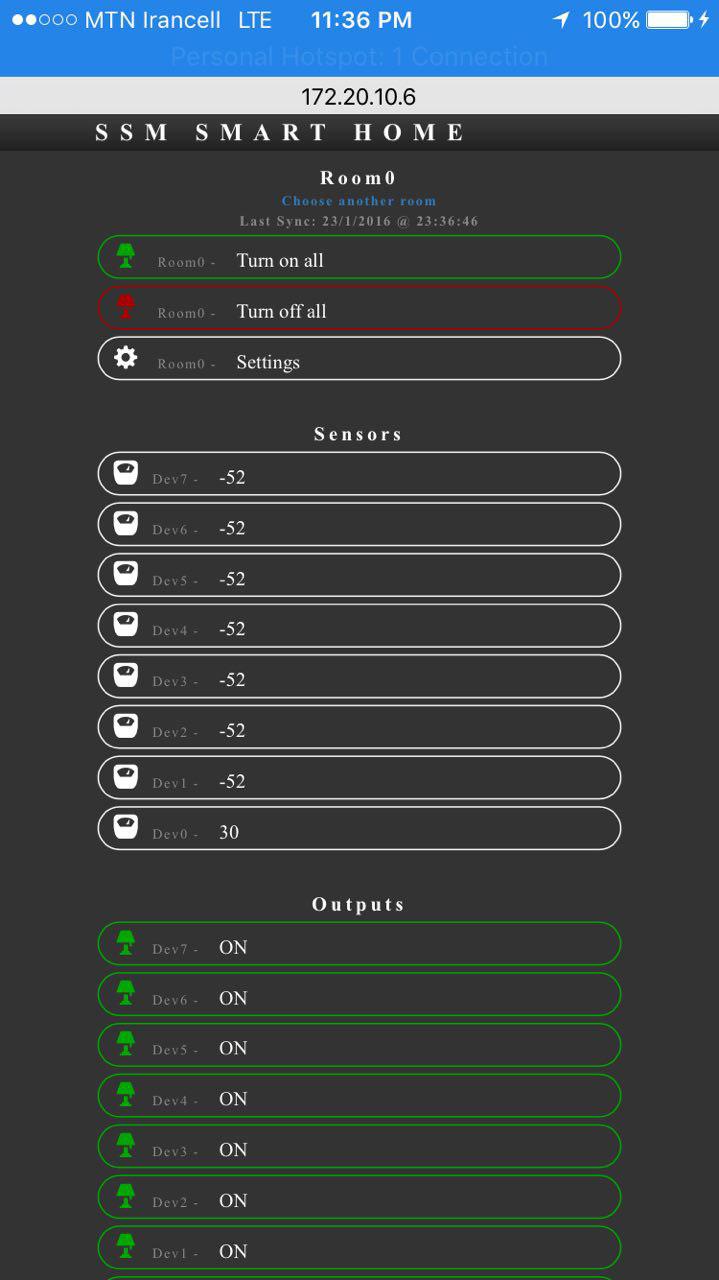 MTN Irancell LTE 11:36 PM 100%
Personal Hotspot: 1 Connection
172.20.10.6
SSM SMART HOME
Room0
Choose another room
Last Sync: 23/1/2016 @ 23:36:46
Room0 - Turn on all
Room0 - Turn off all
Room0 - Settings
Sensors
Dev7 - -52
Dev6 - -52
Dev5 - -52
Dev4 - -52
Dev3 - -52
Dev2 - -52
Dev1 - -52
Dev0 - 30
Outputs
Dev7 - ON
Dev6 - ON
Dev5 - ON
Dev4 - ON
Dev3 - ON
Dev2 - ON
Dev1 - ON